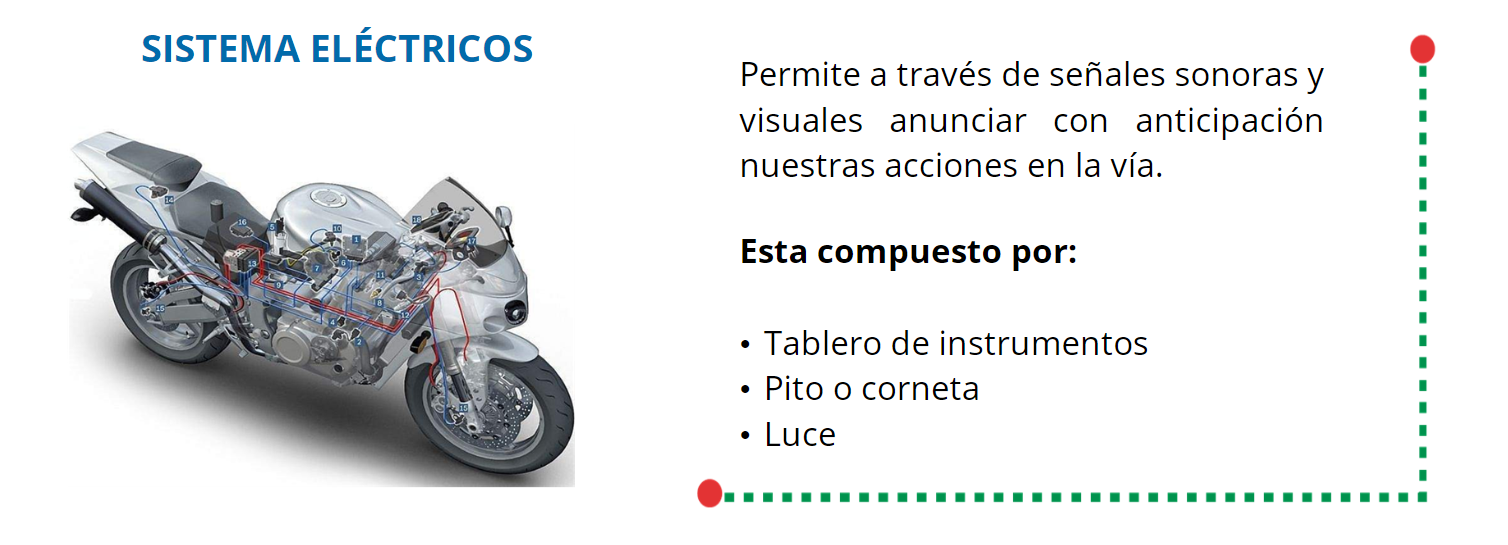 SISTEMA ELÉCTRICOS
Permite a través de señales sonoras y
visuales anunciar con anticipación
nuestras acciones en la vía.
Esta compuesto por:
• Tablero de instrumentos
• Pito o corneta
• Luce
14
16
5
10
1
18
17
13
7
6
11
3
9
8
12
4
2
15
15